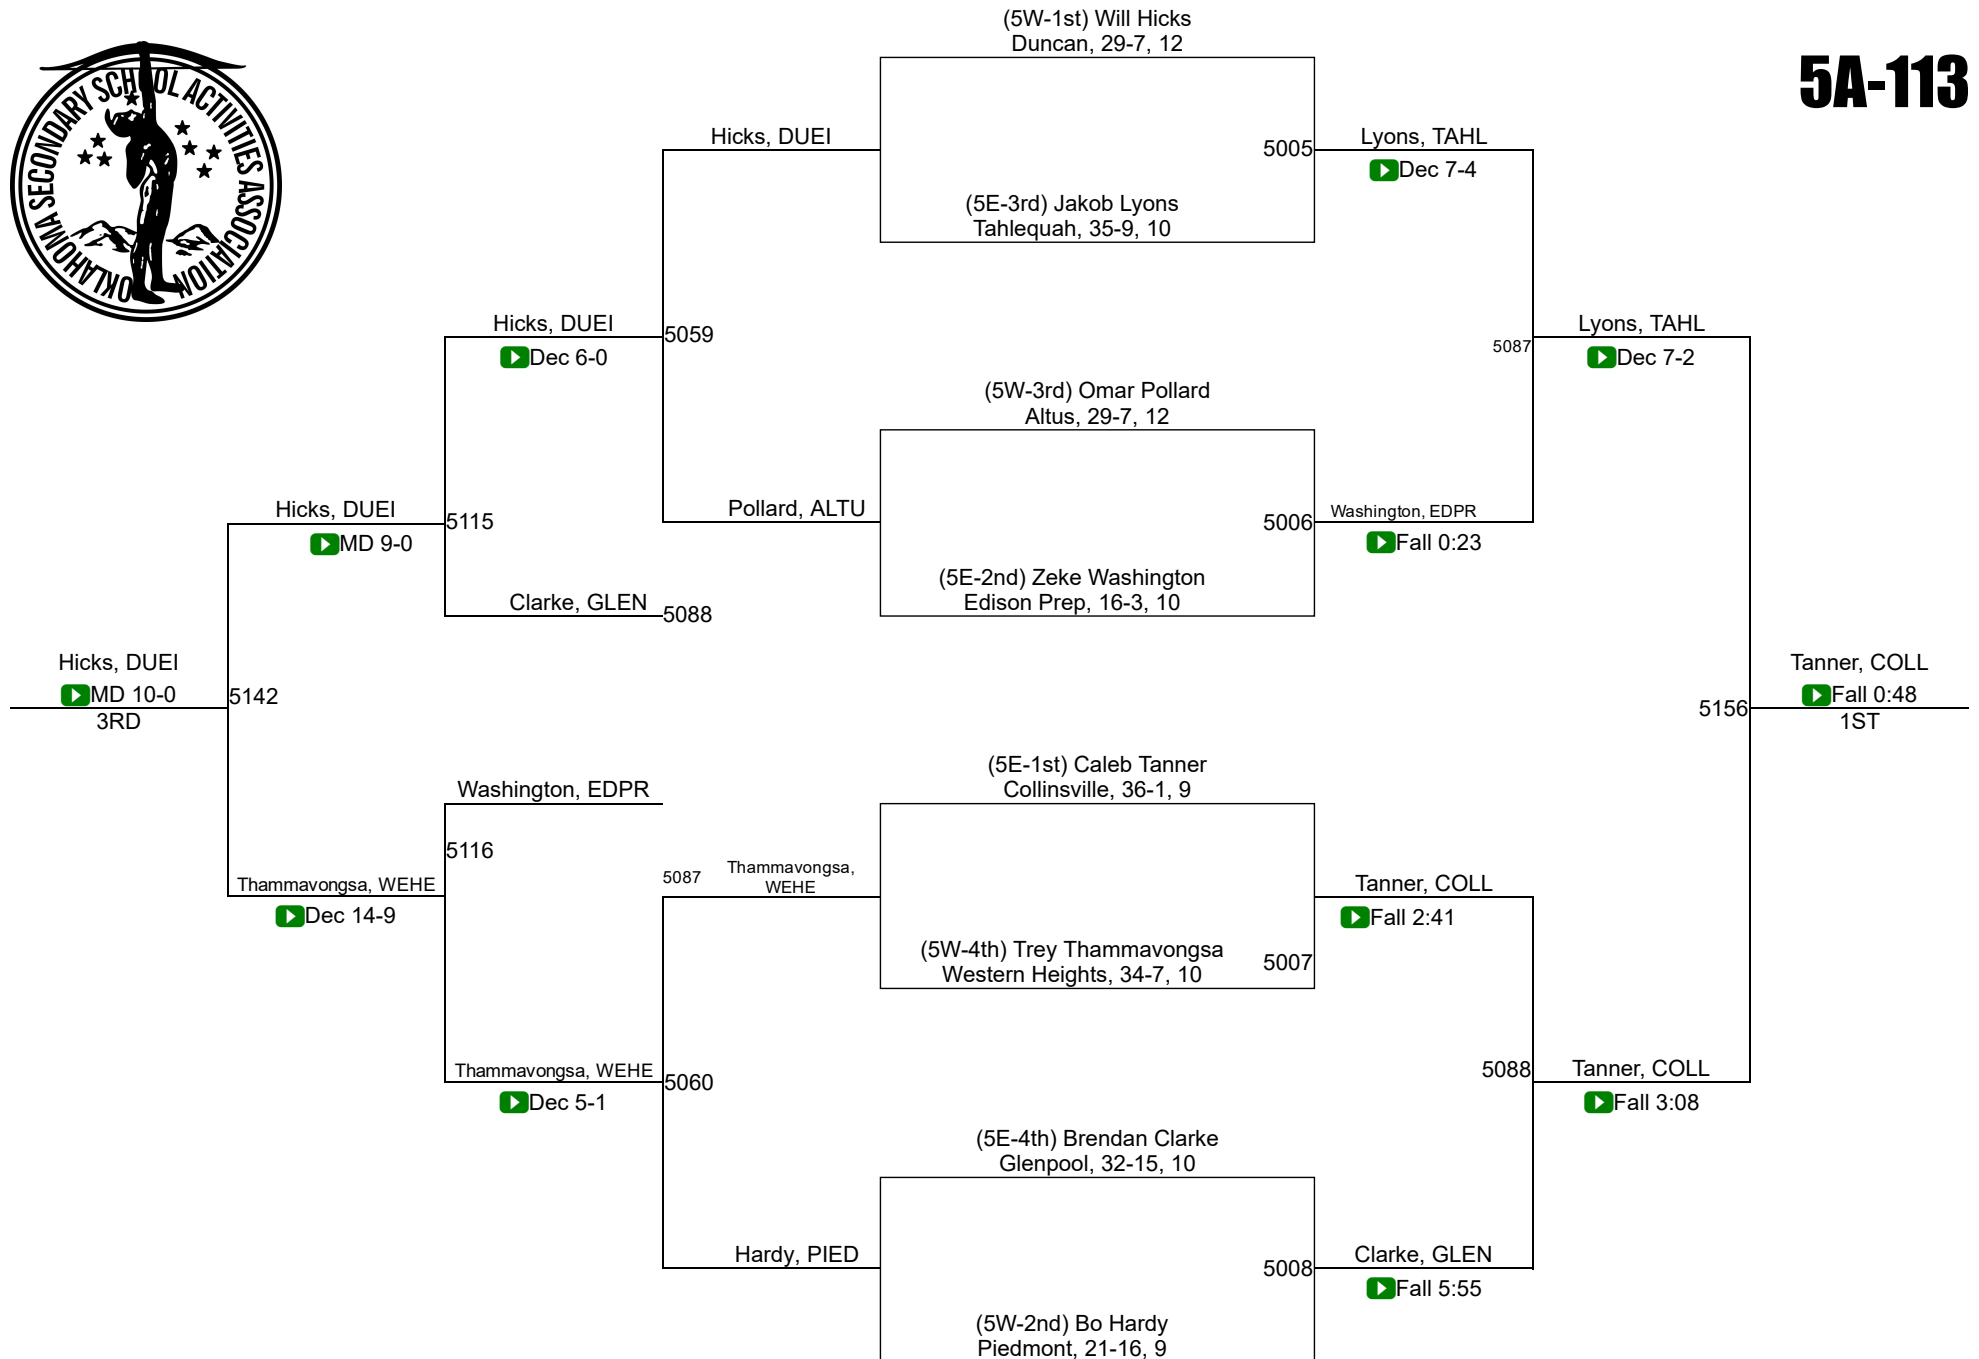 OKLAHOMA SECONDARY SCHOOL ACTIVITIES ASSOCIATION
5A-113
(5W-1st) Will Hicks
Duncan, 29-7, 12
Hicks, DUEI
5005
Lyons, TAHL
Dec 7-4
(5E-3rd) Jakob Lyons
Tahlequah, 35-9, 10
Hicks, DUEI
Dec 6-0
5059
5087
Lyons, TAHL
Dec 7-2
(5W-3rd) Omar Pollard
Altus, 29-7, 12
Hicks, DUEI
MD 9-0
5115
Pollard, ALTU
5006
Washington, EDPR
Fall 0:23
(5E-2nd) Zeke Washington
Edison Prep, 16-3, 10
Clarke, GLEN
5088
Hicks, DUEI
MD 10-0
3RD
5142
5156
Tanner, COLL
Fall 0:48
1ST
(5E-1st) Caleb Tanner
Collinsville, 36-1, 9
Washington, EDPR
5116
5087
Thammavongsa,
WEHE
Tanner, COLL
Fall 2:41
Thammavongsa, WEHE
Dec 14-9
(5W-4th) Trey Thammavongsa
Western Heights, 34-7, 10
5007
Thammavongsa, WEHE
Dec 5-1
5060
5088
Tanner, COLL
Fall 3:08
(5E-4th) Brendan Clarke
Glenpool, 32-15, 10
Hardy, PIED
5008
Clarke, GLEN
Fall 5:55
(5W-2nd) Bo Hardy
Piedmont, 21-16, 9